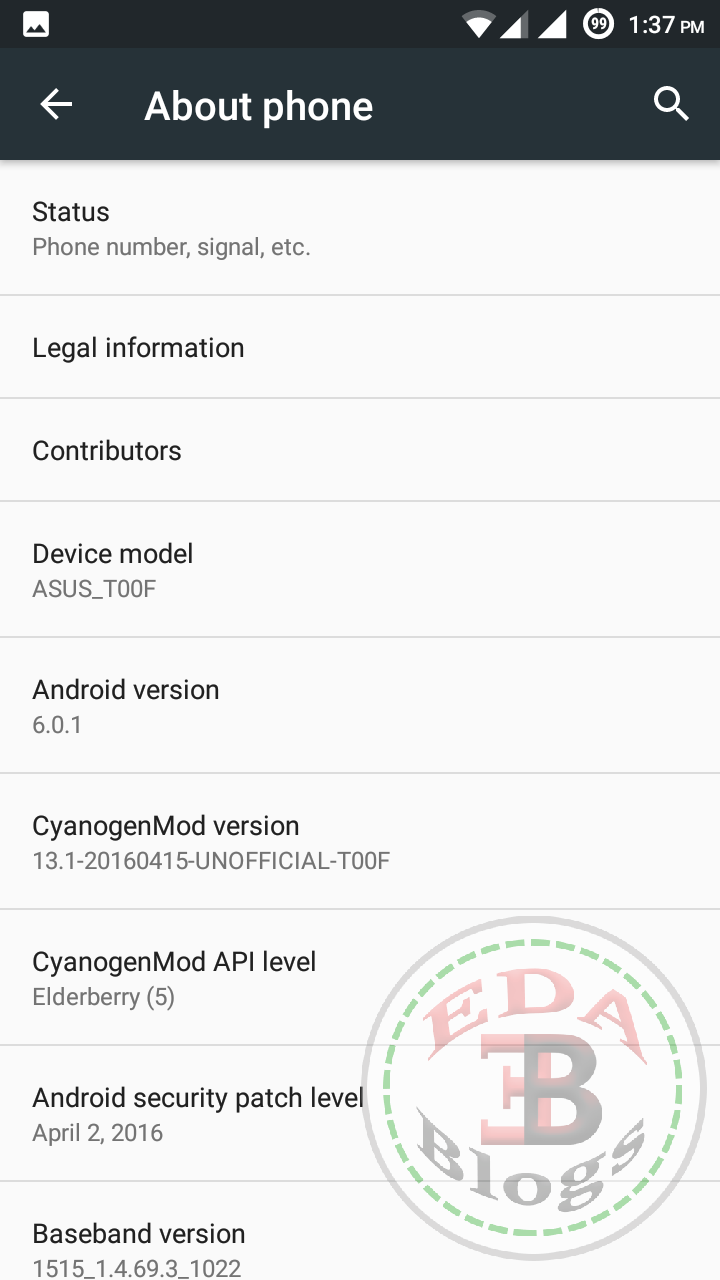 99 1:37 PM
About phone
Status
Phone number, signal, etc.
Legal information
Contributors
Device model
ASUS_T00F
Android version
6.0.1
CyanogenMod version
13.1-20160415-UNOFFICIAL-T00F
CyanogenMod API level
Elderberry (5)
Android security patch level
April 2, 2016
Baseband version
1515_1.4.69.3_1022
EDA
EB
Blogs